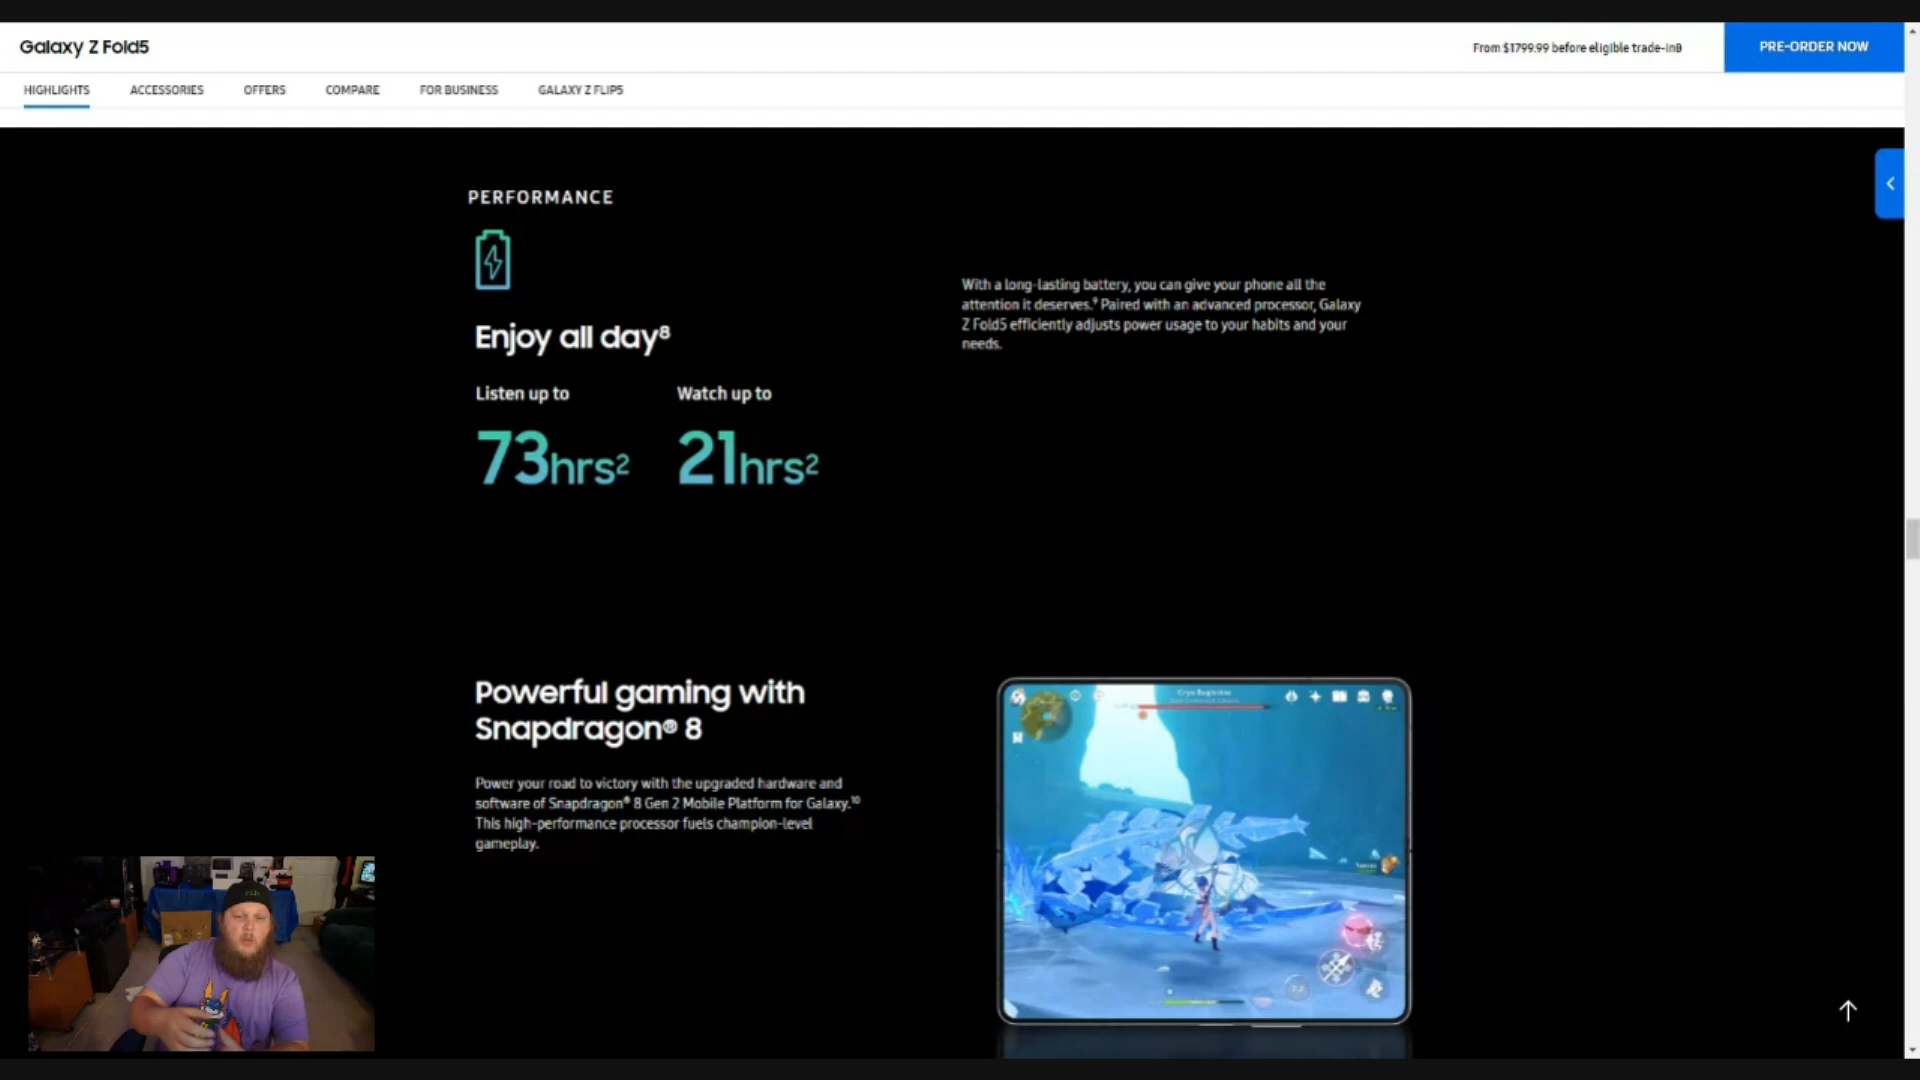 Galaxy Z Fold5
From $1799.99 before eligible trade-in⁠θ
PRE-ORDER NOW
HIGHLIGHTS ACCESSORIES OFFERS COMPARE FOR BUSINESS GALAXY Z FLIP5
PERFORMANCE
Enjoy all day⁸
Listen up to
73hrs²
Watch up to
21hrs²
With a long-lasting battery, you can give your phone all the
attention it deserves.⁹ Paired with an advanced processor, Galaxy
Z Fold5 efficiently adjusts power usage to your habits and your
needs.
Powerful gaming with
Snapdragon® 8
Power your road to victory with the upgraded hardware and
software of Snapdragon® 8 Gen 2 Mobile Platform for Galaxy.¹⁰
This high-performance processor fuels champion-level
gameplay.